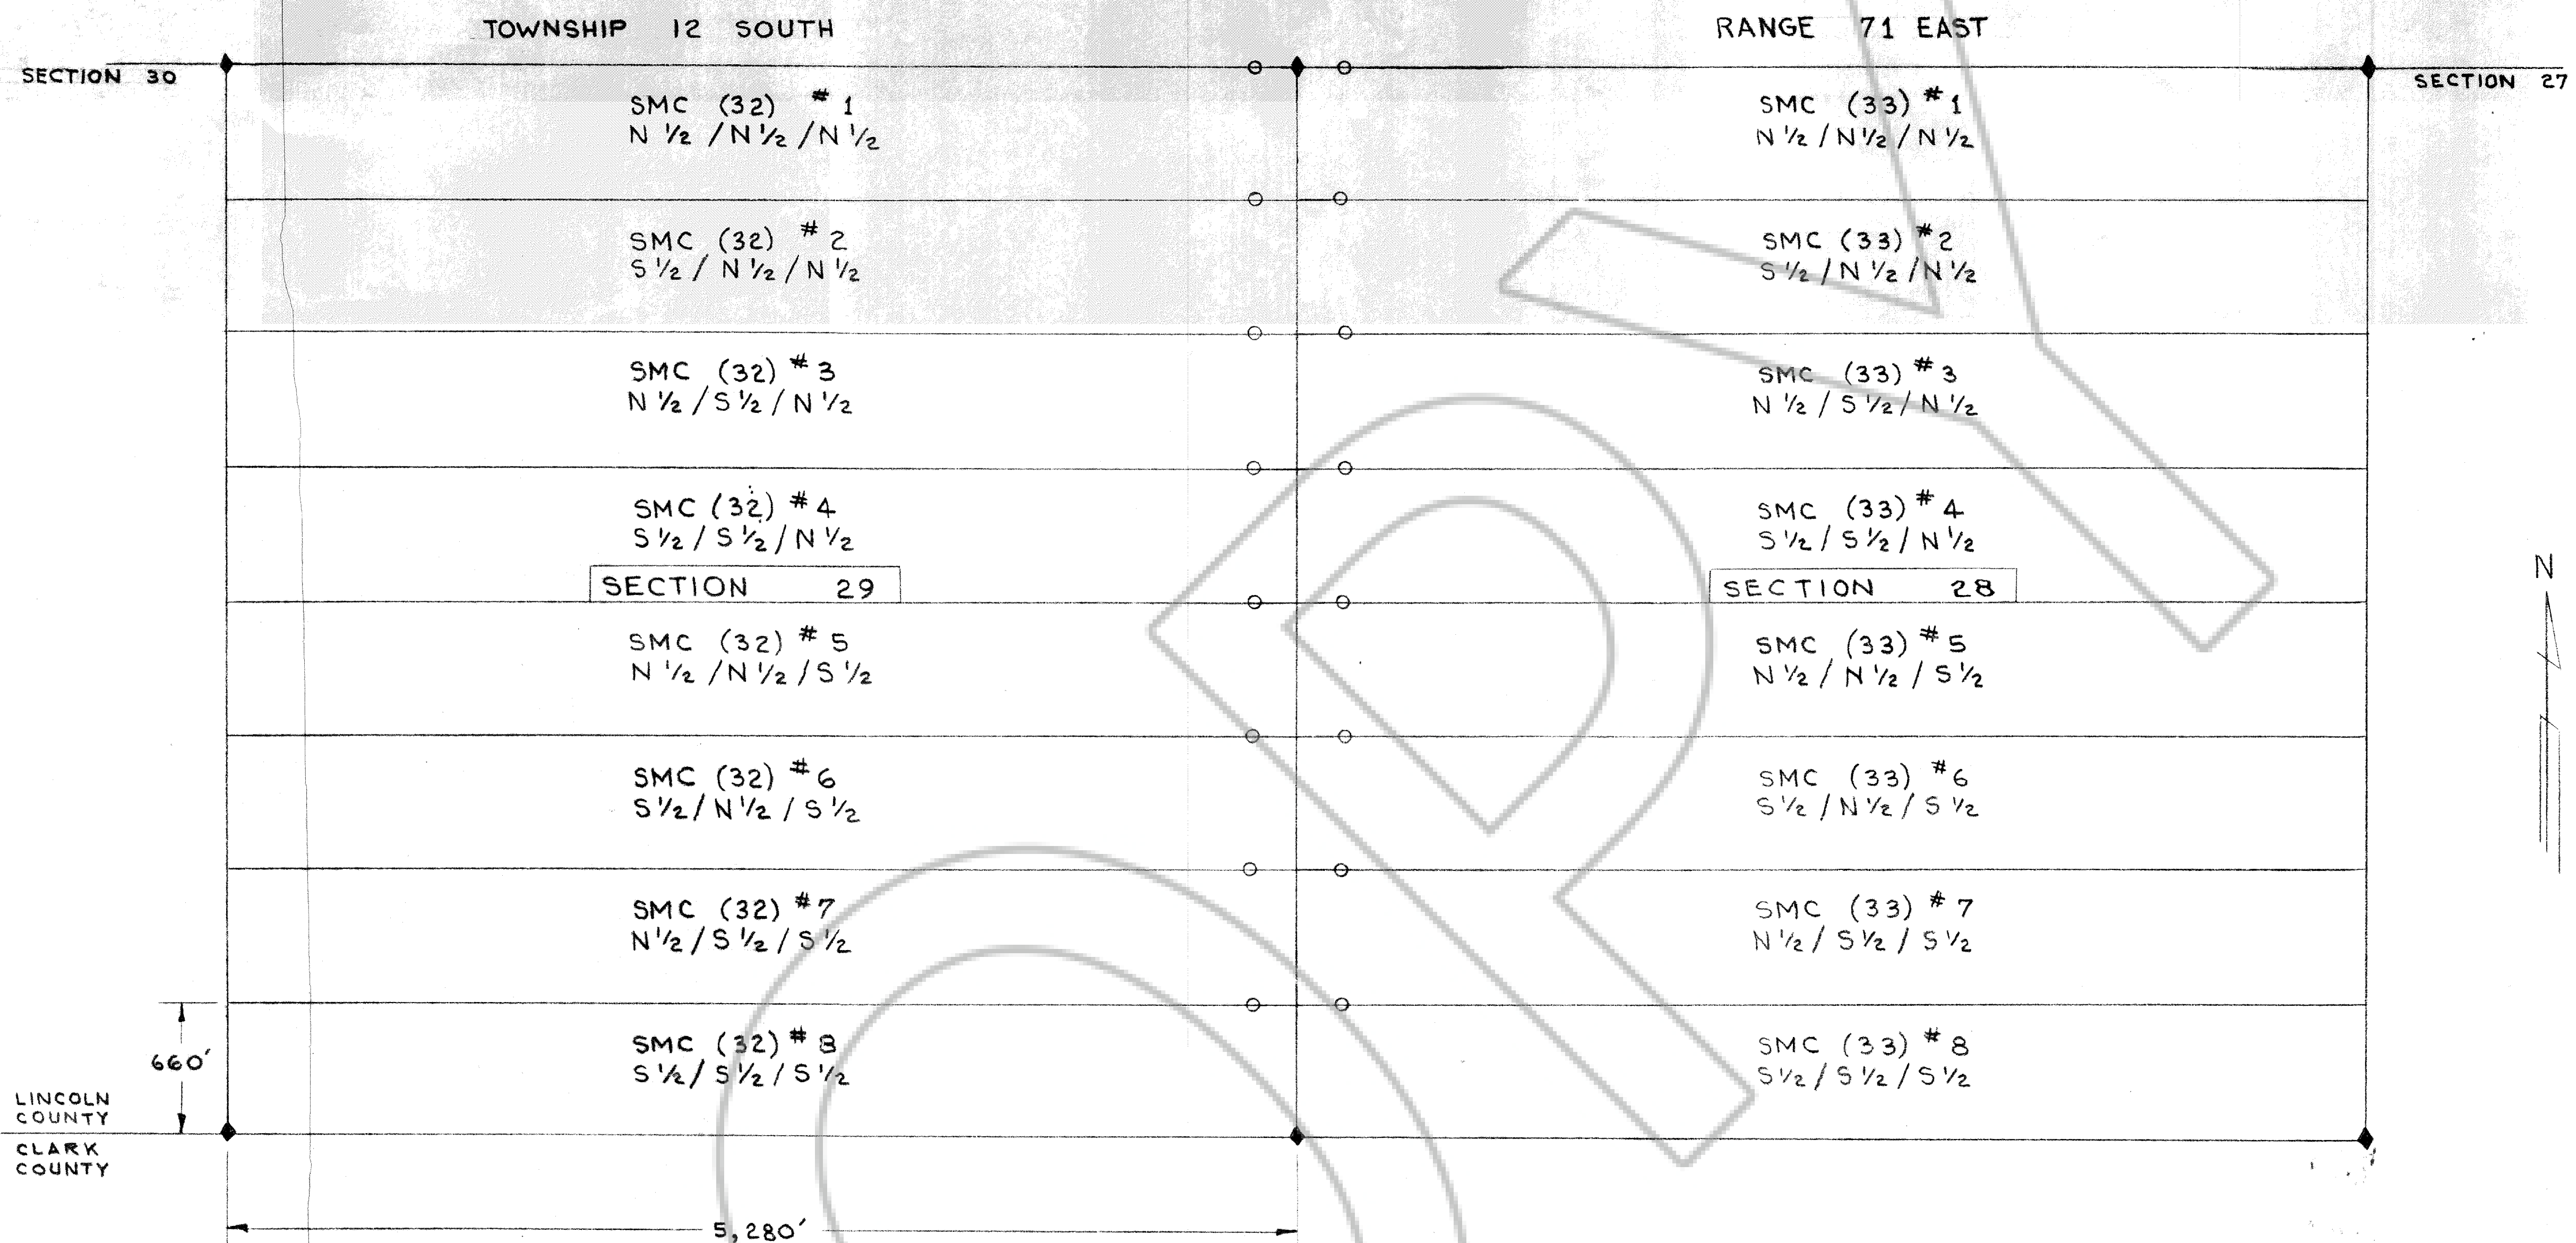 TOWNSHIP 12 SOUTH
RANGE 71 EAST
SECTION 30
SECTION 27
SMC (32) #1
N ½ / N ½ / N ½
SMC (33) #1
N ½ / N ½ / N ½
SMC (32) #2
S ½ / N ½ / N ½
SMC (33) #2
S ½ / N ½ / N ½
SMC (32) #3
N ½ / S ½ / N ½
SMC (33) #3
N ½ / S ½ / N ½
SMC (32) #4
S ½ / S ½ / N ½
SMC (33) #4
S ½ / S ½ / N ½
SECTION 29
SECTION 28
N
SMC (32) #5
N ½ / N ½ / S ½
SMC (33) #5
N ½ / N ½ / S ½
SMC (32) #6
S ½ / N ½ / S ½
SMC (33) #6
S ½ / N ½ / S ½
SMC (32) #7
N ½ / S ½ / S ½
SMC (33) #7
N ½ / S ½ / S ½
SMC (32) #8
S ½ / S ½ / S ½
SMC (33) #8
S ½ / S ½ / S ½
660'
LINCOLN
COUNTY
CLARK
COUNTY
5,280'